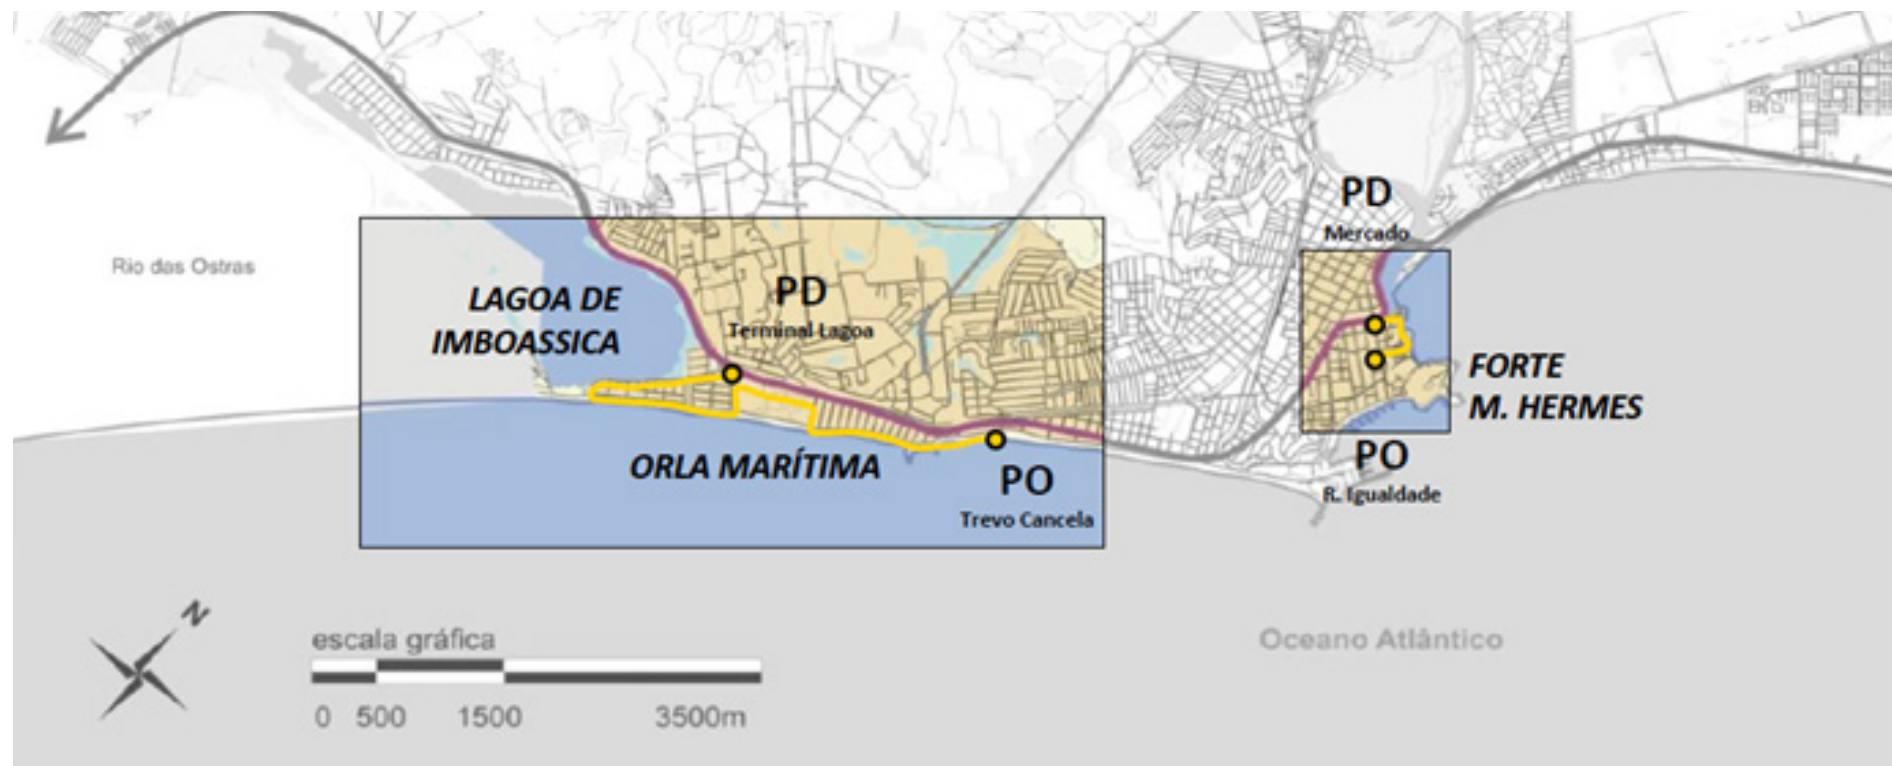 PD
Mercado
Rio das Ostras
LAGOA DE
IMBOASSICA
PD
Terminal Lagoa
FORTE
M. HERMES
ORLA MARÍTIMA
PO
Trevo Cancela
PO
R. Igualdade
N
escala gráfica
0 500 1500 3500m
Oceano Atlântico